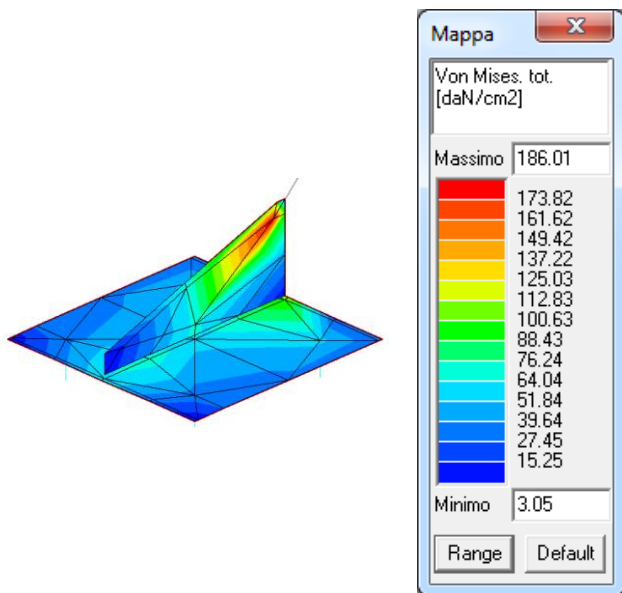 Mappa
Von Mises. tot.
[daN/cm2]
Massimo 186.01
173.82
161.62
149.42
137.22
125.03
112.83
100.63
88.43
76.24
64.04
51.84
39.64
27.45
15.25
Minimo 3.05
Range Default